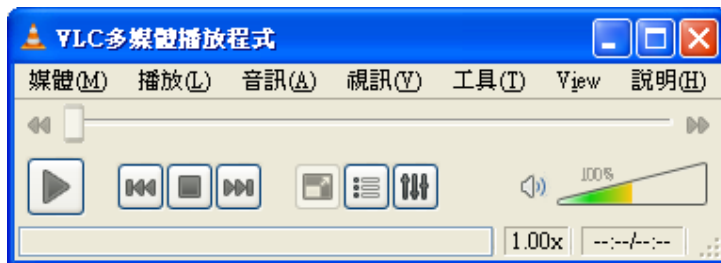 VLC多媒體播放程式
媒體(M) 播放(L) 音訊(A) 視訊(V) 工具(T) View 說明(H)
100%
1.00x --:--/--:--